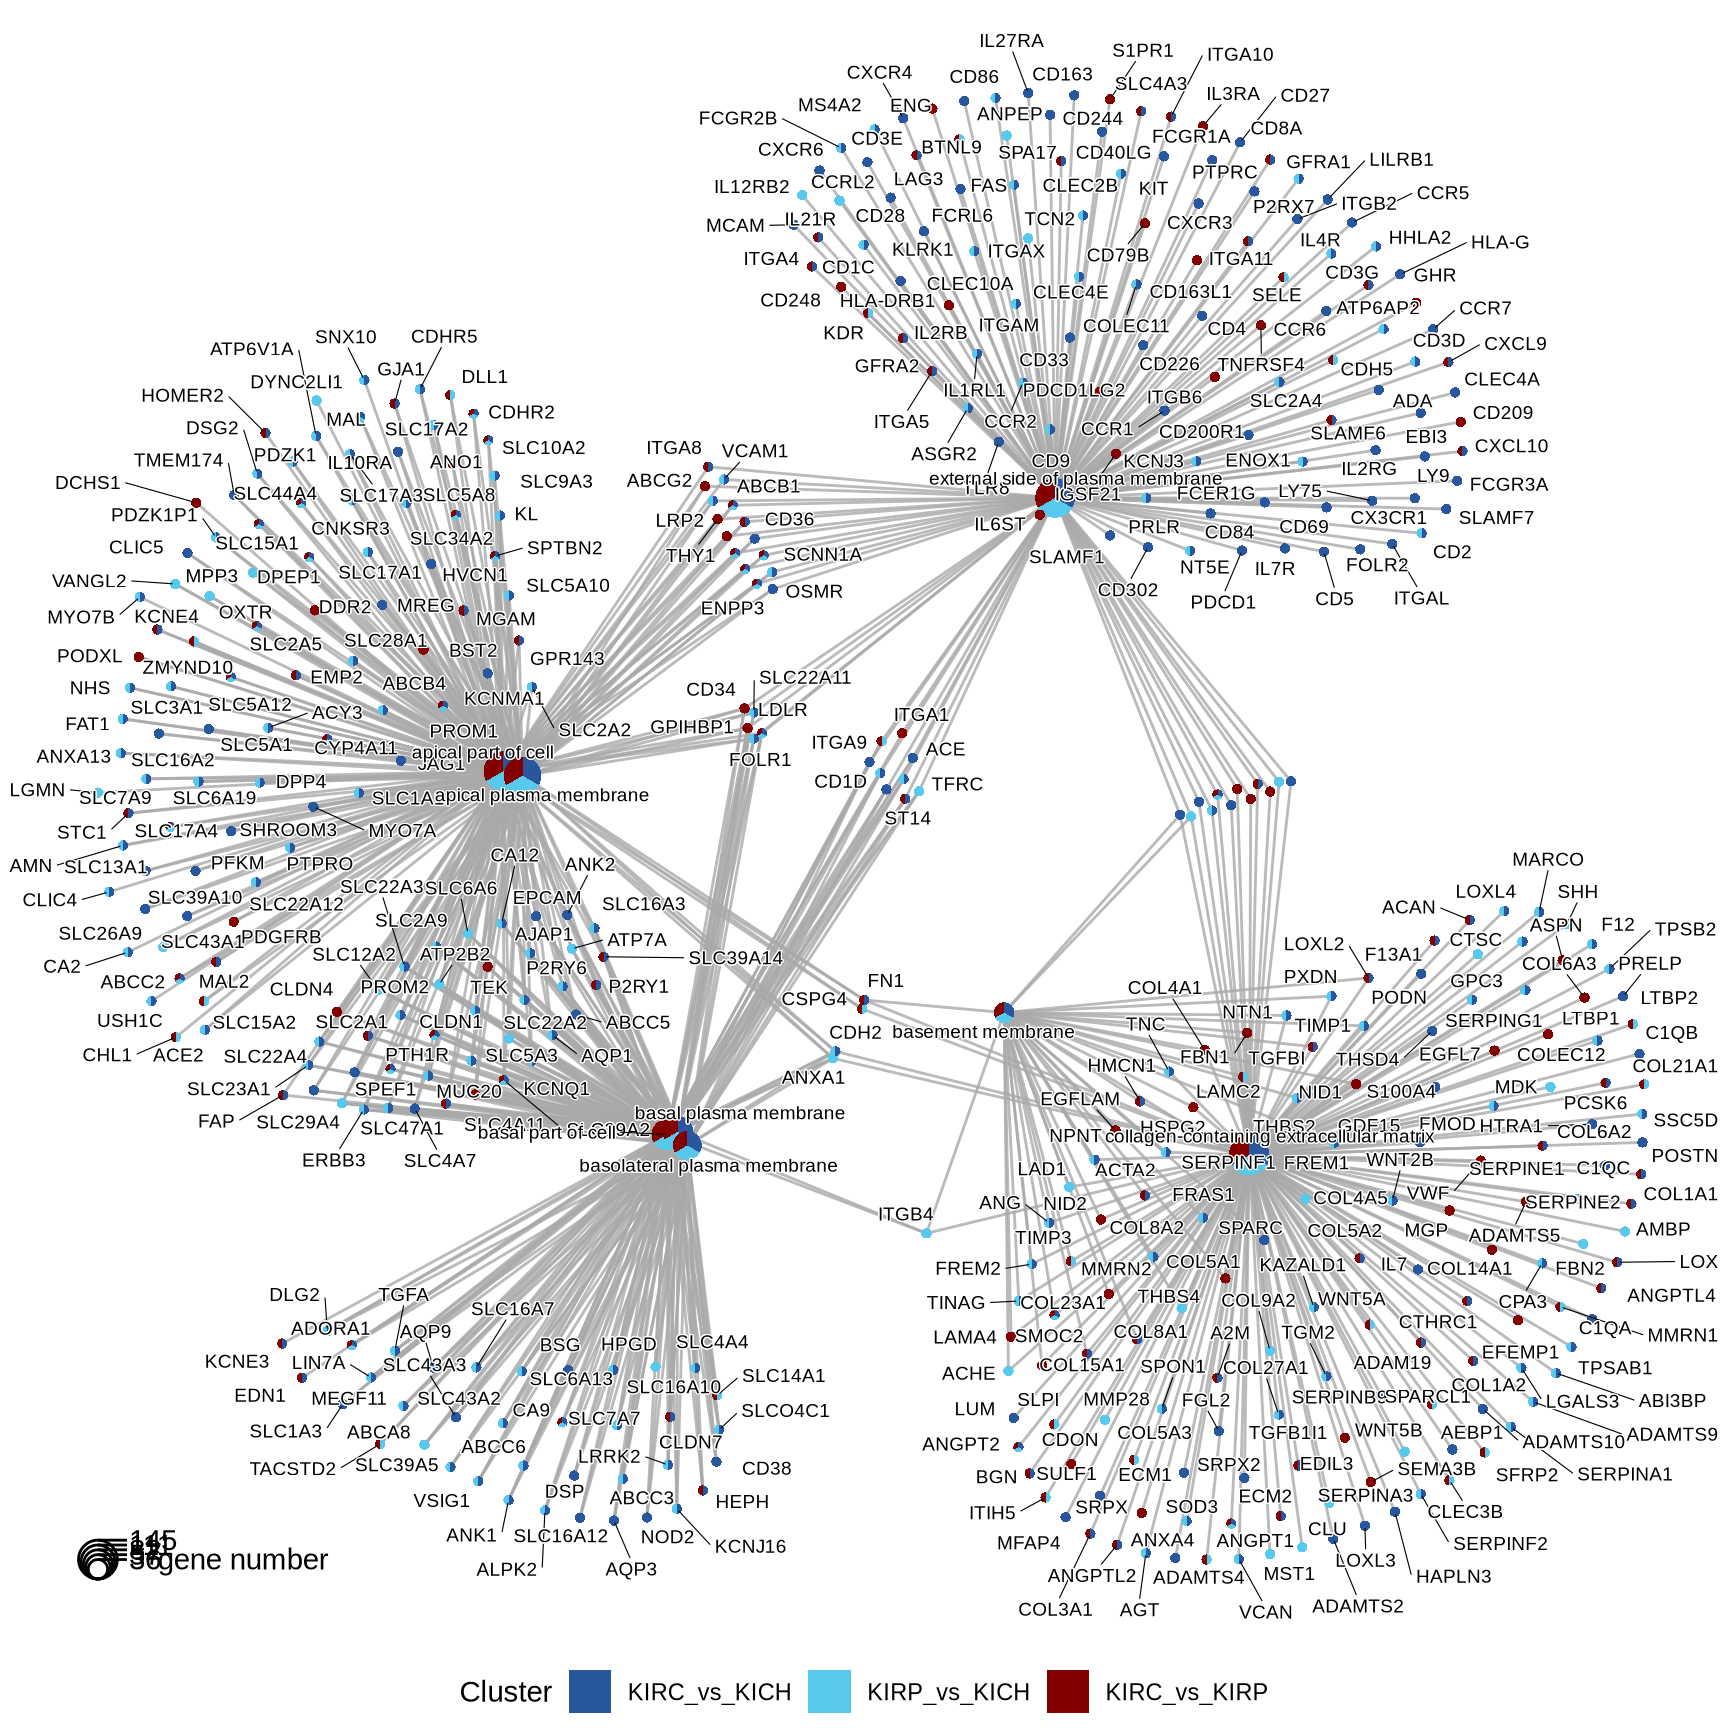 IL27RA
S1PR1
ITGA10
CXCR4
CD86
CD163
SLC4A3
IL3RA
CD27
MS4A2
ENG
ANPEP
CD244
FCGR2B
CD3E
BTNL9
SPA17
CD40LG
FCGR1A
CD8A
CXCR6
PTPRC
GFRA1
LILRB1
IL12RB2
CCRL2
LAG3
FAS
CLEC2B
KIT
P2RX7
ITGB2
CCR5
MCAM
IL21R
CD28
FCRL6
TCN2
CXCR3
KLRK1
ITGAX
CD79B
ITGA11
IL4R
HHLA2
HLA-G
ITGA4
CD1C
CLEC10A
CLEC4E
CD163L1
SELE
CD3G
GHR
CD248
HLA-DRB1
ITGAM
COLEC11
CD4
CCR6
ATP6AP2
CCR7
KDR
IL2RB
CD33
CD226
TNFRSF4
CDH5
CD3D
CXCL9
GFRA2
IL1RL1
PDCD1LG2
ITGB6
SLC2A4
ADA
CLEC4A
ITGA5
CCR2
CCR1
CD200R1
SLAMF6
EBI3
CD209
ASGR2
CD9
KCNJ3
ENOX1
IL2RG
LY9
CXCL10
external side of plasma membrane
IGSF21
FCER1G
LY75
CX3CR1
FCGR3A
SLAMF7
IL6ST
SLAMF1
PRLR
CD84
CD69
CD2
CD302
NT5E
IL7R
FOLR2
PDCD1
CD5
ITGAL
SNX10
CDHR5
ATP6V1A
GJA1
DYNC2LI1
DLL1
HOMER2
MAL
SLC17A2
CDHR2
DSG2
PDZK1
IL10RA
ANO1
SLC10A2
TMEM174
DCHS1
SLC44A4
SLC17A3
SLC5A8
SLC9A3
PDZK1P1
CNKSR3
KL
CLIC5
SLC15A1
SLC34A2
SPTBN2
VANGL2
MPP3
DPEP1
SLC17A1
HVCN1
SLC5A10
MYO7B
KCNE4
OXTR
DDR2
MREG
MGAM
PODXL
ZMYND10
SLC2A5
SLC28A1
BST2
GPR143
NHS
EMP2
ABCB4
KCNMA1
FAT1
SLC3A1
SLC5A12
ACY3
PROM1
SLC2A2
ANXA13
SLC16A2
SLC5A1
CYP4A11
apical part of cell
JAG1
LGMN
SLC7A9
SLC6A19
DPP4
apical plasma membrane
STC1
SLC17A4
SHROOM3
MYO7A
AMN
SLC13A1
PFKM
PTPRO
CLIC4
SLC39A10
SLC22A12
SLC26A9
SLC43A1
PDGFRB
CA2
ABCC2
MAL2
USH1C
SLC15A2
CHL1
ACE2
ITGA8
VCAM1
ABCG2
ABCB1
LRP2
CD36
THY1
SCNN1A
ENPP3
OSMR
CD34
SLC22A11
LDLR
GPIHBP1
FOLR1
ITGA1
ITGA9
ACE
CD1D
TFRC
ST14
CA12
ANK2
SLC22A3
SLC6A6
EPCAM
SLC16A3
SLC2A9
AJAP1
ATP7A
SLC12A2
ATP2B2
P2RY6
SLC39A14
CLDN4
PROM2
TEK
P2RY1
SLC2A1
CLDN1
SLC22A2
ABCC5
SLC22A4
PTH1R
SLC5A3
AQP1
SLC23A1
SPEF1
MUC20
KCNQ1
FAP
SLC29A4
SLC47A1
SLC4A11
ERBB3
SLC4A7
basal plasma membrane
basal part of cell
basolateral plasma membrane
FN1
CSPG4
CDH2
ANXA1
basement membrane
ITGB4
DLG2
TGFA
SLC16A7
ADORA1
AQP9
KCNE3
LIN7A
SLC43A3
BSG
HPGD
SLC4A4
EDN1
MEGF11
SLC43A2
SLC6A13
SLC16A10
SLC14A1
SLC1A3
ABCA8
CA9
SLC7A7
SLCO4C1
TACSTD2
SLC39A5
ABCC6
LRRK2
CLDN7
VSIG1
DSP
ABCC3
CD38
ANK1
SLC16A12
NOD2
HEPH
ALPK2
AQP3
KCNJ16
MARCO
LOXL4
SHH
ACAN
ASPN
F12
TPSB2
LOXL2
F13A1
CTSC
COL6A3
PRELP
PXDN
PODN
GPC3
LTBP2
COL4A1
NTN1
TIMP1
SERPING1
LTBP1
C1QB
TNC
FBN1
TGFBI
THSD4
EGFL7
COLEC12
COL21A1
HMCN1
LAMC2
NID1
S100A4
MDK
PCSK6
EGFLAM
HSPG2
THBS2
GDF15
FMOD
HTRA1
COL6A2
SSC5D
NPNT
collagen-containing extracellular matrix
POSTN
LAD1
ACTA2
SERPINF1
FREM1
WNT2B
SERPINE1
C1QC
COL1A1
ANG
NID2
FRAS1
COL4A5
VWF
SERPINE2
AMBP
TIMP3
COL8A2
SPARC
COL5A2
MGP
ADAMTS5
LOX
FREM2
MMRN2
COL5A1
KAZALD1
IL7
COL14A1
FBN2
ANGPTL4
TINAG
COL23A1
THBS4
COL9A2
WNT5A
CTHRC1
CPA3
C1QA
MMRN1
LAMA4
SMOC2
COL8A1
A2M
TGM2
ADAM19
EFEMP1
TPSAB1
ACHE
COL15A1
SPON1
COL27A1
SERPINB9
SPARCL1
COL1A2
LGALS3
ABI3BP
LUM
SLPI
MMP28
FGL2
TGFB1I1
WNT5B
AEBP1
ADAMTS10
ADAMTS9
ANGPT2
CDON
COL5A3
SRPX2
EDIL3
SEMA3B
SFRP2
SERPINA1
BGN
SULF1
ECM1
ECM2
SERPINA3
CLEC3B
ITIH5
SRPX
SOD3
ANGPT1
CLU
SERPINF2
MFAP4
ANXA4
MST1
LOXL3
HAPLN3
ANGPTL2
ADAMTS4
COL3A1
AGT
VCAN
ADAMTS2
145
gene number
Cluster
KIRC_vs_KICH
KIRP_vs_KICH
KIRC_vs_KIRP